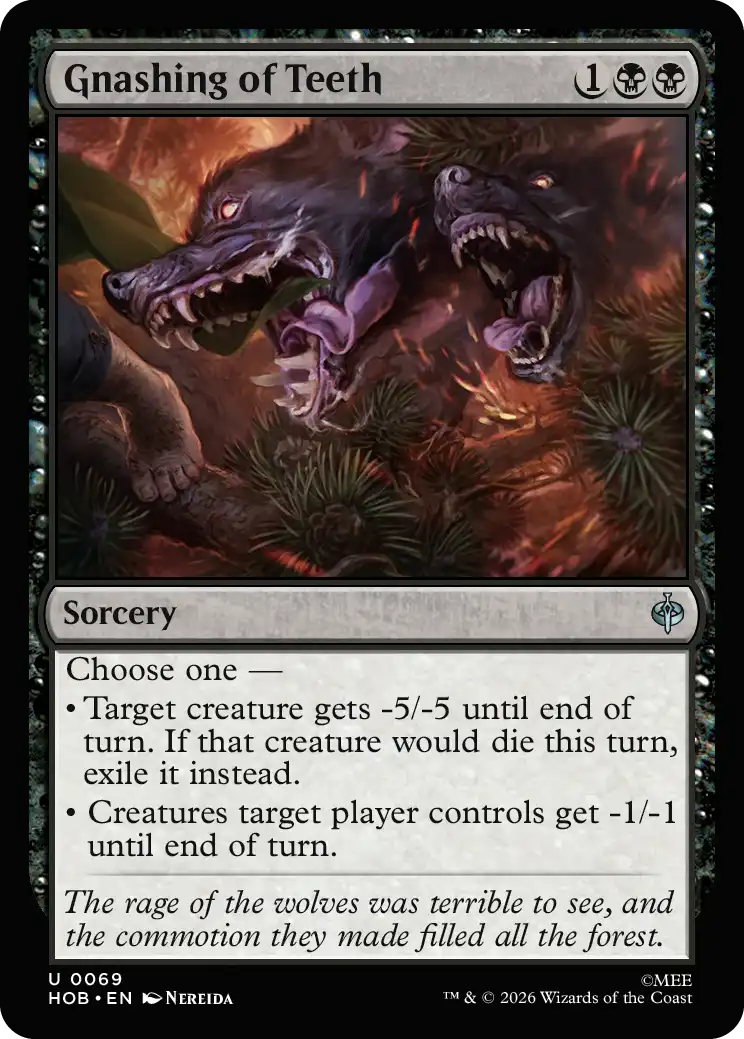 Gnashing of Teeth 1
Sorcery
Choose one —
• Target creature gets -5/-5 until end of
turn. If that creature would die this turn,
exile it instead.
• Creatures target player controls get -1/-1
until end of turn.
The rage of the wolves was terrible to see, and
the commotion they made filled all the forest.
U 0069
©MEE
HOB • EN NEREIDA
™ & © 2026 Wizards of the Coast